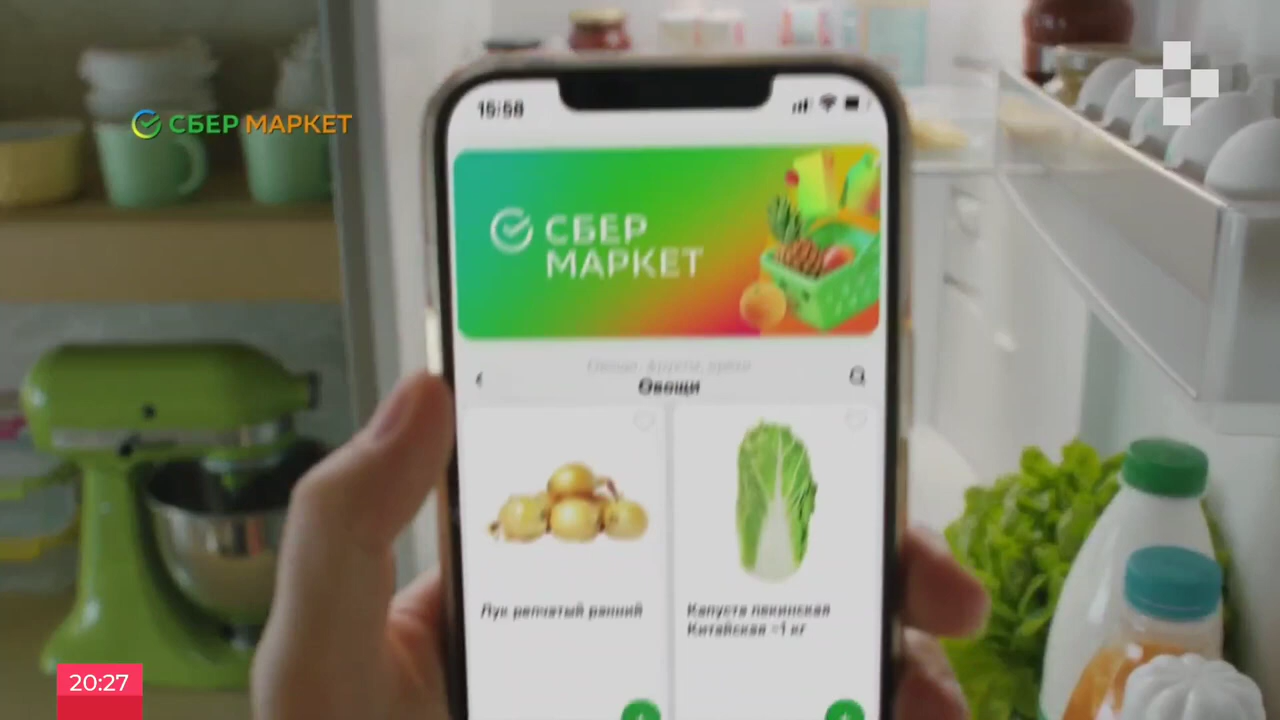 СБЕР МАРКЕТ
15:58
СБЕР
МАРКЕТ
Овощи
Лук репчатый ранний
Капуста пекинская
Китайская ~1 кг
20:27